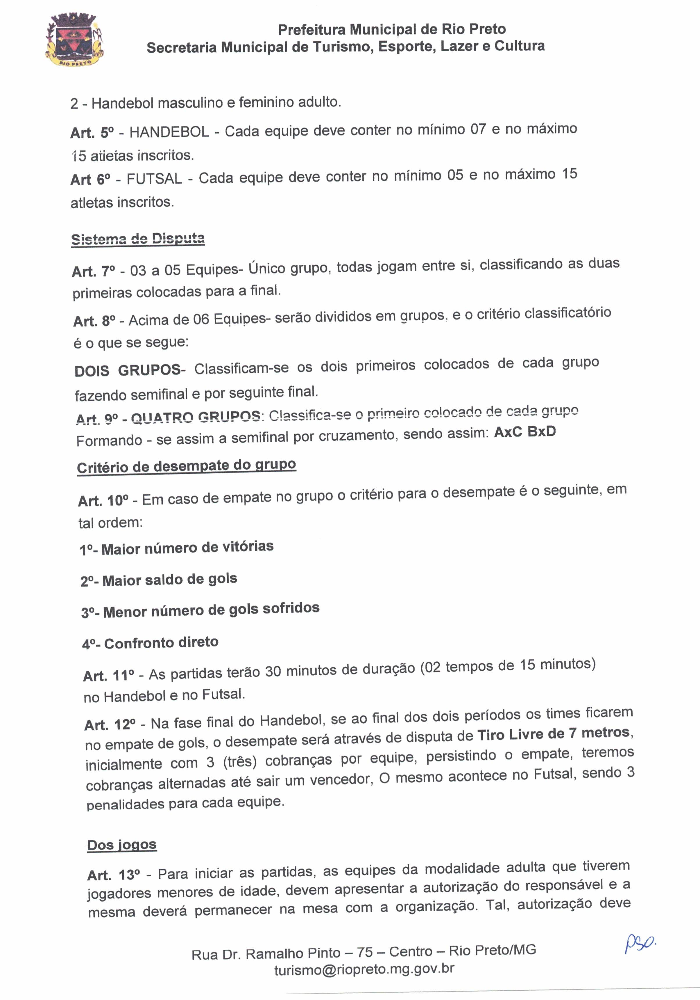 RIO PRETO
Prefeitura Municipal de Rio Preto
Secretaria Municipal de Turismo, Esporte, Lazer e Cultura
2 - Handebol masculino e feminino adulto.
Art. 5º - HANDEBOL - Cada equipe deve conter no mínimo 07 e no máximo
15 atletas inscritos.
Art 6º - FUTSAL - Cada equipe deve conter no mínimo 05 e no máximo 15
atletas inscritos.
Sistema de Disputa
Art. 7º - 03 a 05 Equipes- Único grupo, todas jogam entre si, classificando as duas
primeiras colocadas para a final.
Art. 8º - Acima de 06 Equipes- serão divididos em grupos, e o critério classificatório
é o que se segue:
DOIS GRUPOS- Classificam-se os dois primeiros colocados de cada grupo
fazendo semifinal e por seguinte final.
Art. 9º - QUATRO GRUPOS: Classifica-se o primeiro colocado de cada grupo
Formando - se assim a semifinal por cruzamento, sendo assim: AxC BxD
Critério de desempate do grupo
Art. 10º - Em caso de empate no grupo o critério para o desempate é o seguinte, em
tal ordem:
1º- Maior número de vitórias
2º- Maior saldo de gols
3º- Menor número de gols sofridos
4º- Confronto direto
Art. 11º - As partidas terão 30 minutos de duração (02 tempos de 15 minutos)
no Handebol e no Futsal.
Art. 12º - Na fase final do Handebol, se ao final dos dois períodos os times ficarem
no empate de gols, o desempate será através de disputa de Tiro Livre de 7 metros,
inicialmente com 3 (três) cobranças por equipe, persistindo o empate, teremos
cobranças alternadas até sair um vencedor, O mesmo acontece no Futsal, sendo 3
penalidades para cada equipe.
Dos jogos
Art. 13º - Para iniciar as partidas, as equipes da modalidade adulta que tiverem
jogadores menores de idade, devem apresentar a autorização do responsável e a
mesma deverá permanecer na mesa com a organização. Tal, autorização deve
Rua Dr. Ramalho Pinto – 75 – Centro – Rio Preto/MG
turismo@riopreto.mg.gov.br